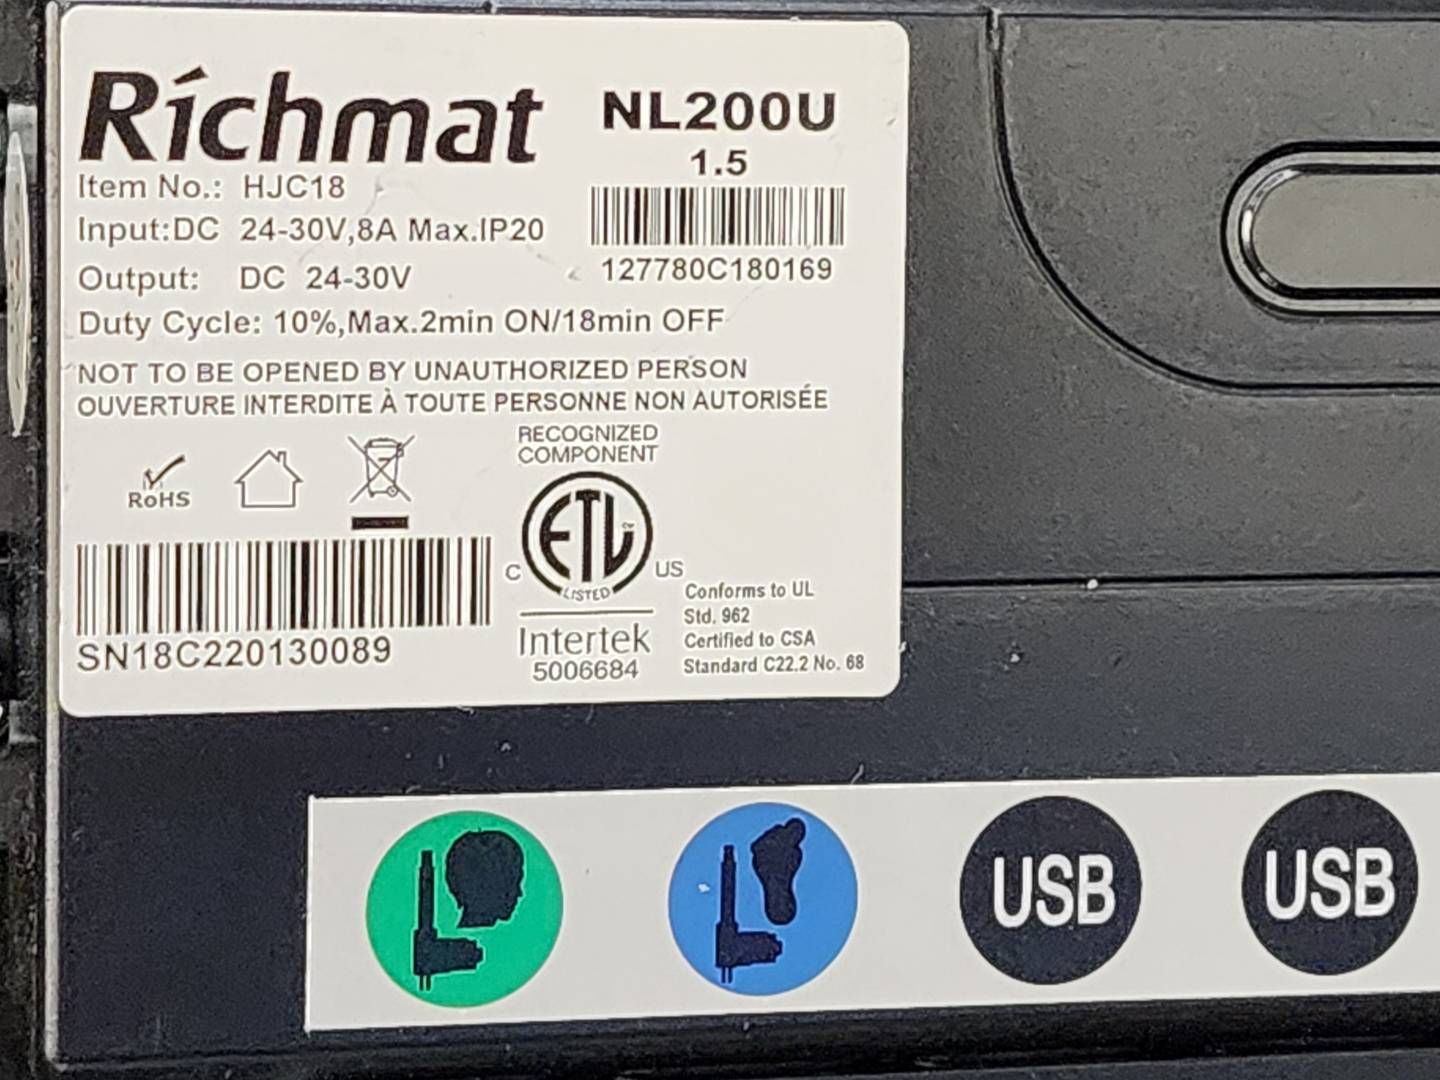 Richmat
NL200U
1.5
Item No.: HJC18
Input:DC 24-30V,8A Max.IP20
127780C180169
Output: DC 24-30V
Duty Cycle: 10%,Max.2min ON/18min OFF
NOT TO BE OPENED BY UNAUTHORIZED PERSON
OUVERTURE INTERDITE À TOUTE PERSONNE NON AUTORISÉE
RoHS
RECOGNIZED
COMPONENT
ETL
CM
LISTED
C
US
Intertek
5006684
Conforms to UL
Std. 962
Certified to CSA
Standard C22.2 No. 68
SN18C220130089
USB
USB